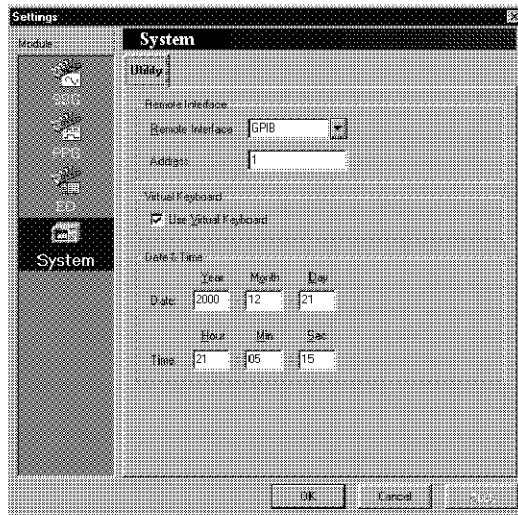 Settings
Module
System
Utility
SSG
PPG
ED
System
Remote Interface
Remote Interface GPIB
Address 1
Virtual Keyboard
Use Virtual Keyboard
Date & Time
Year Month Day
Date: 2000 12 21
Hour Min Sec
Time: 21 05 15
OK Cancel